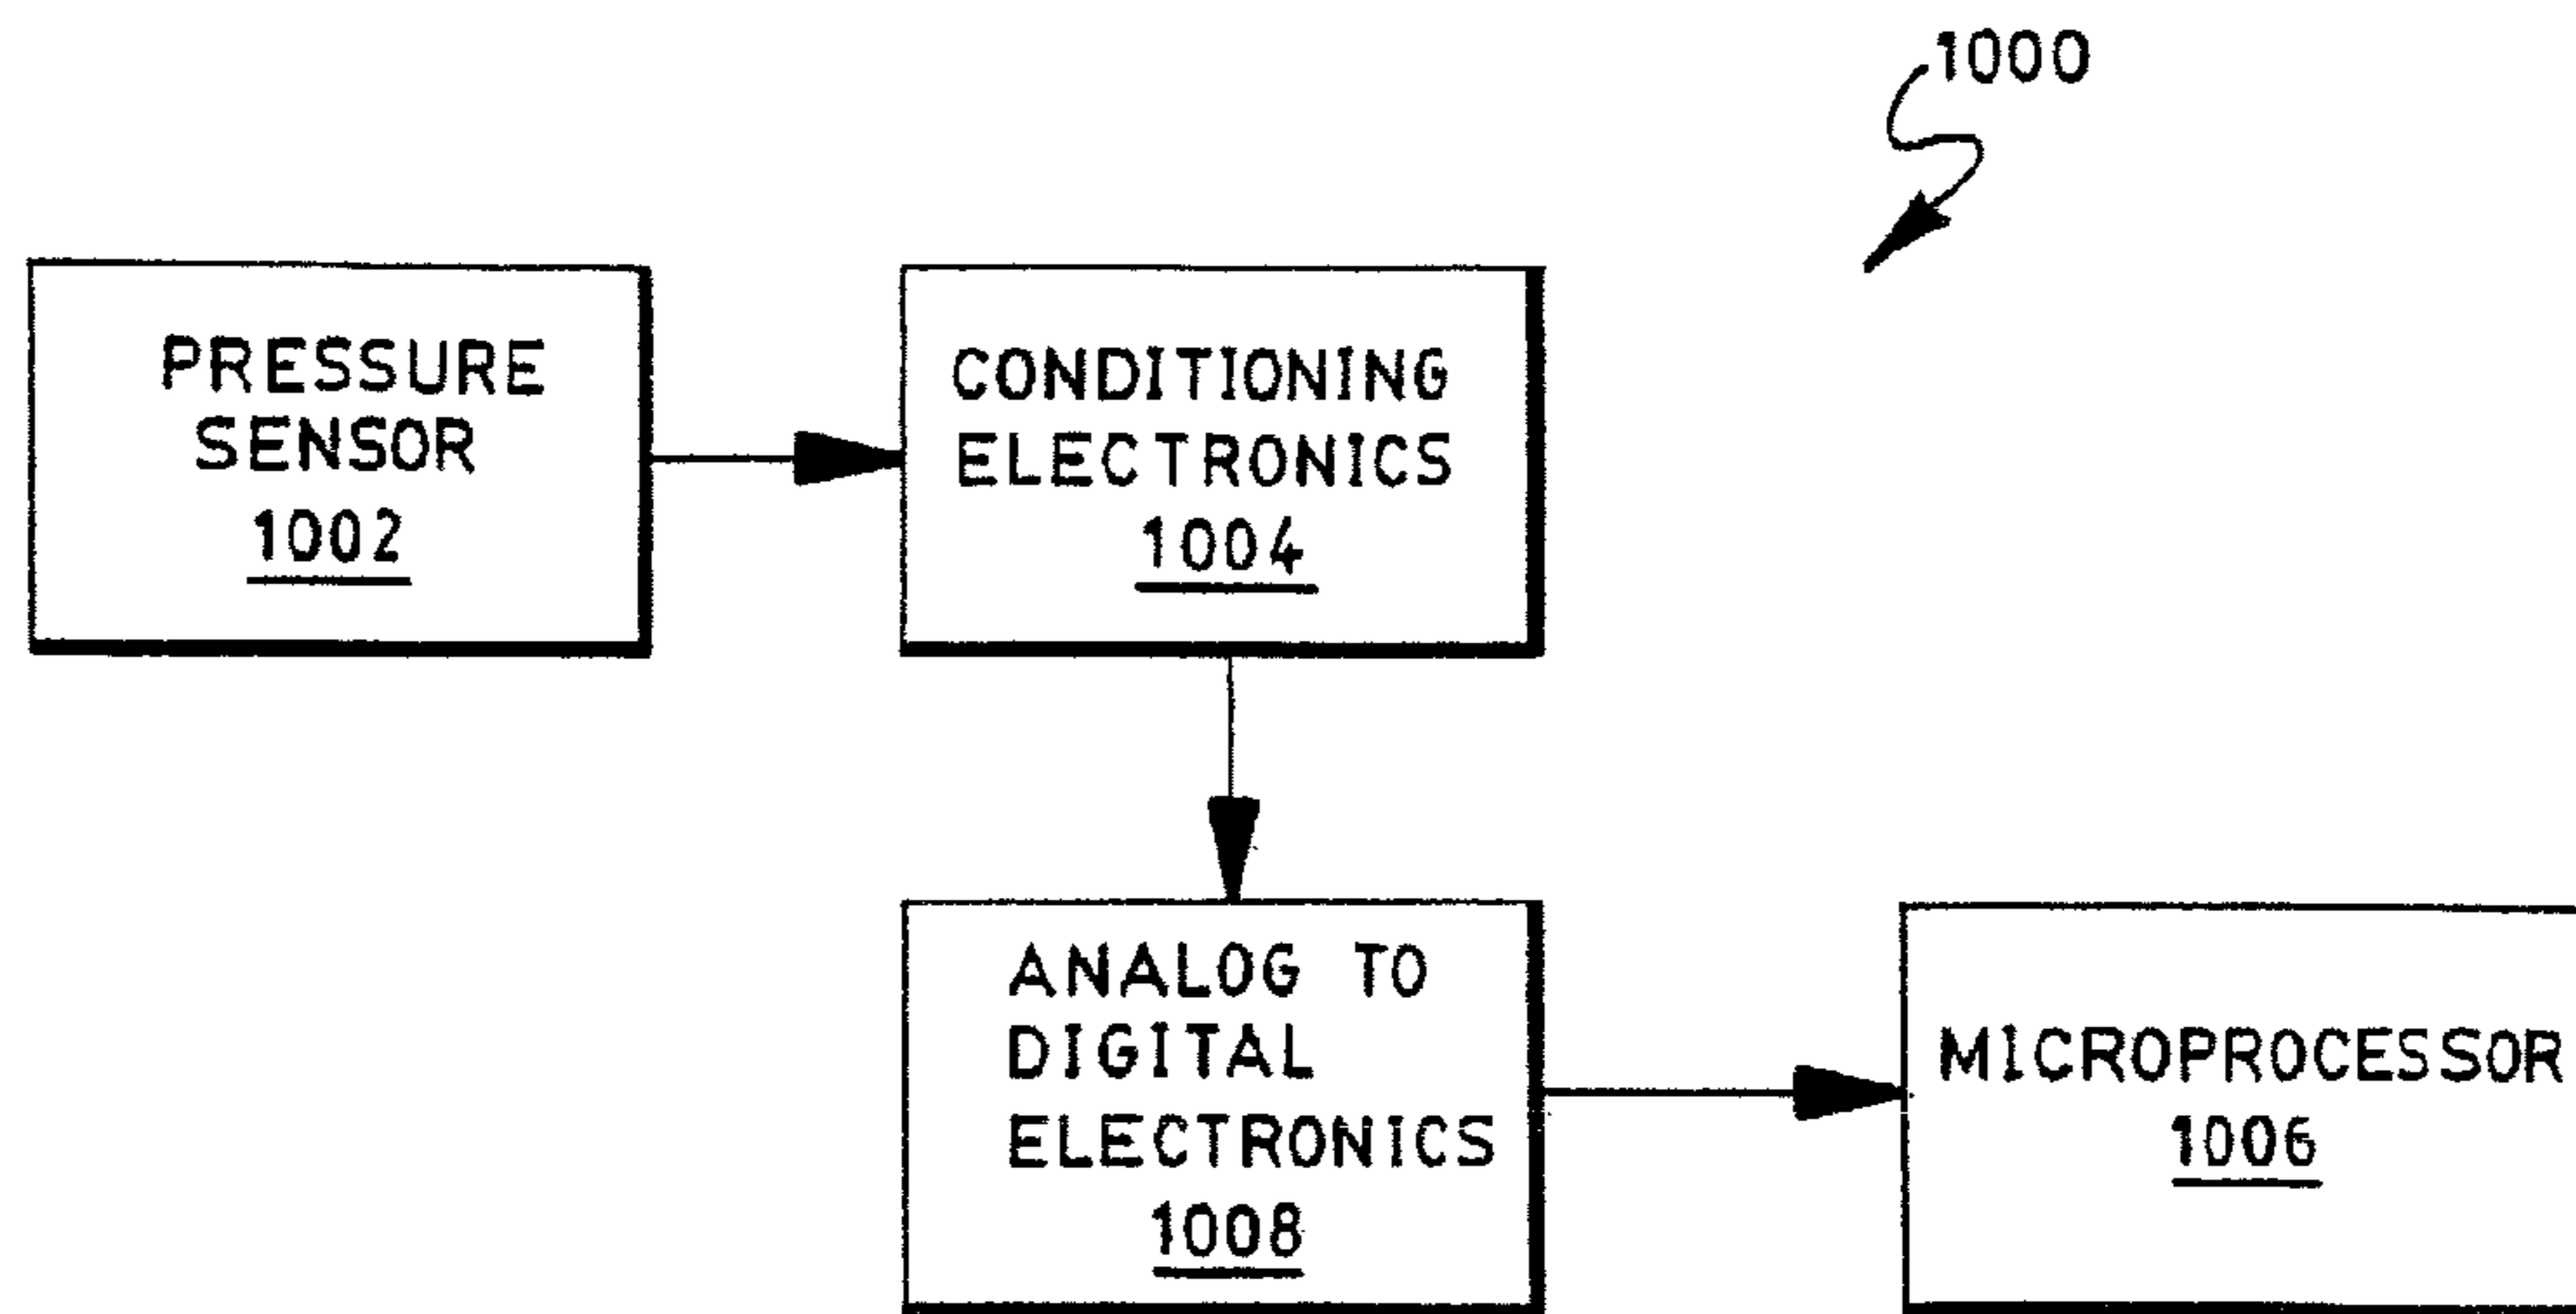 1000
PRESSURE
SENSOR
1002
CONDITIONING
ELECTRONICS
1004
ANALOG TO
DIGITAL
ELECTRONICS
1008
MICROPROCESSOR
1006